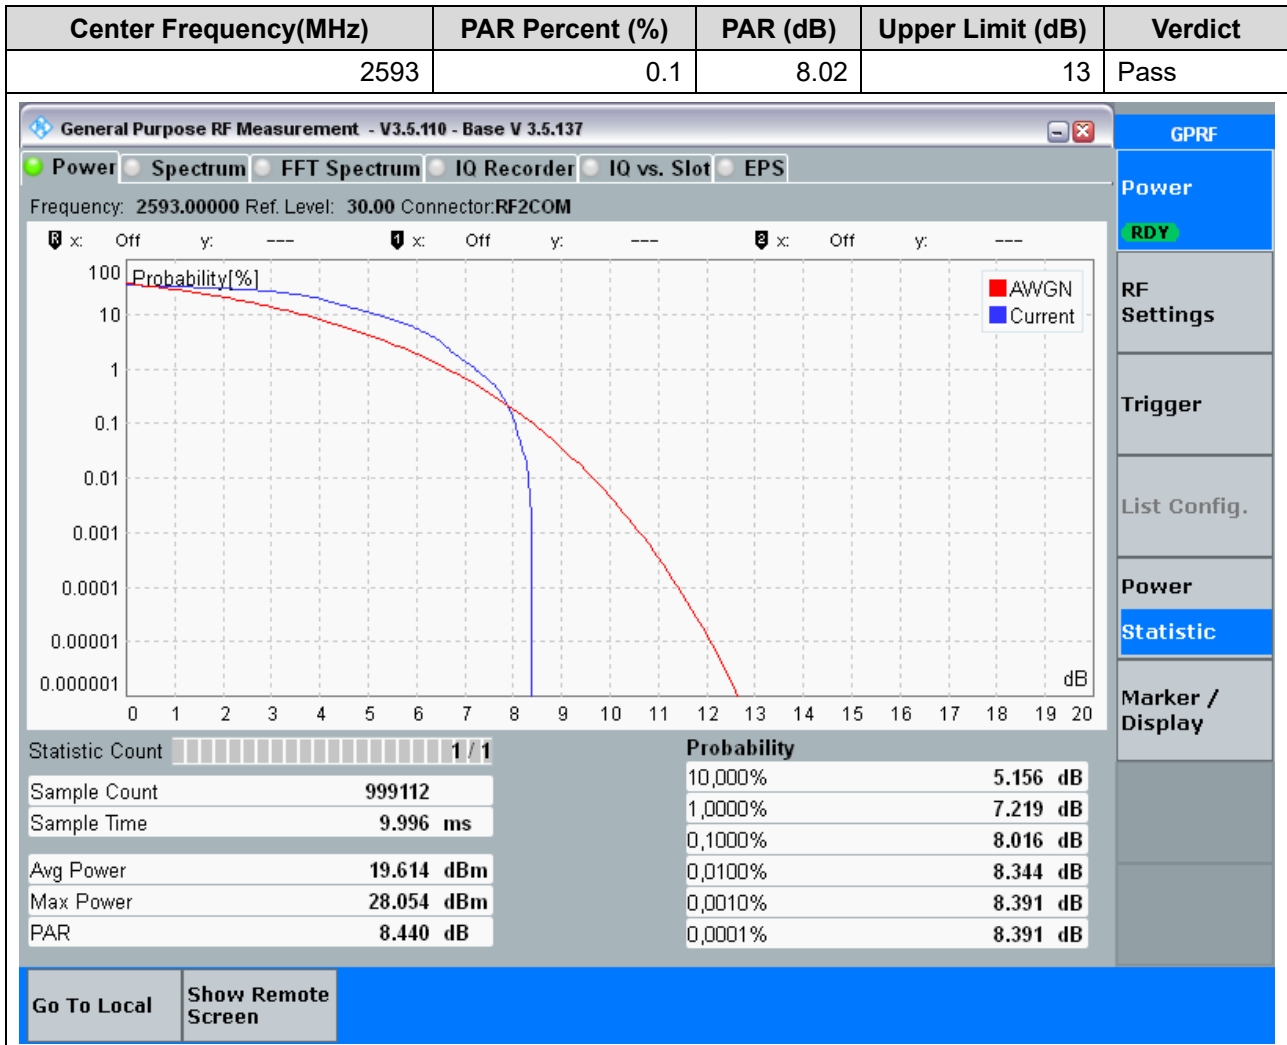 Center Frequency(MHz) PAR Percent (%) PAR (dB) Upper Limit (dB) Verdict
2593 0.1 8.02 13 Pass
General Purpose RF Measurement - V3.5.110 - Base V 3.5.137
GPRF
Power Spectrum FFT Spectrum IQ Recorder IQ vs. Slot EPS
Power
RDY
Frequency: 2593.00000 Ref. Level: 30.00 Connector:RF2COM
R x: Off y: --- 1 x: Off y: --- 2 x: Off y: ---
Probability[%]
AWGN
Current
100
10
1
0.1
0.01
0.001
0.0001
0.00001
0.000001
dB
0 1 2 3 4 5 6 7 8 9 10 11 12 13 14 15 16 17 18 19 20
RF
Settings
Trigger
List Config.
Power
Statistic
Marker /
Display
Statistic Count 1 / 1
Sample Count 999112
Sample Time 9.996 ms
Avg Power 19.614 dBm
Max Power 28.054 dBm
PAR 8.440 dB
Probability
10,000% 5.156 dB
1,0000% 7.219 dB
0,1000% 8.016 dB
0,0100% 8.344 dB
0,0010% 8.391 dB
0,0001% 8.391 dB
Go To Local
Show Remote
Screen